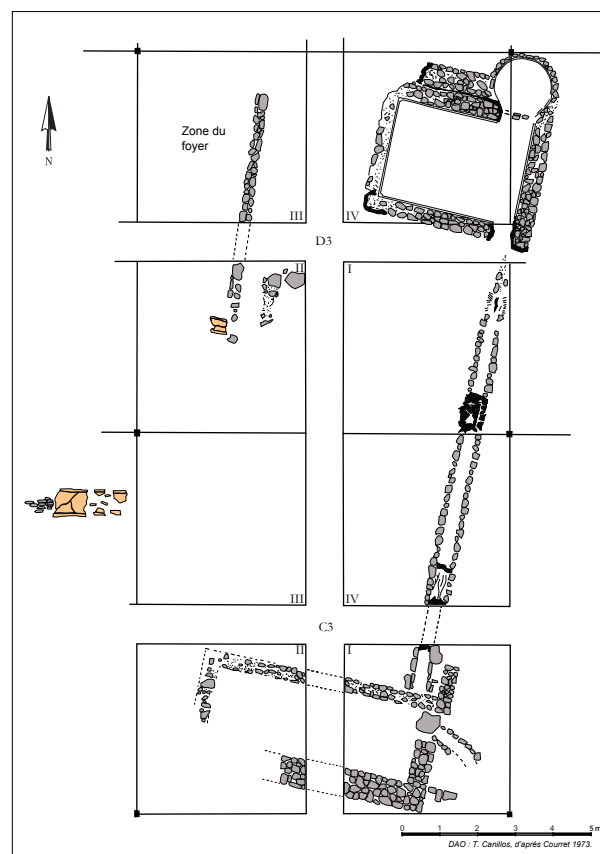 Zone du
foyer
N
III
IV
D3
II
I
III
IV
C3
II
I
0 1 2 3 4 5 m
DAO : T. Canillos, d'après Courret 1973.